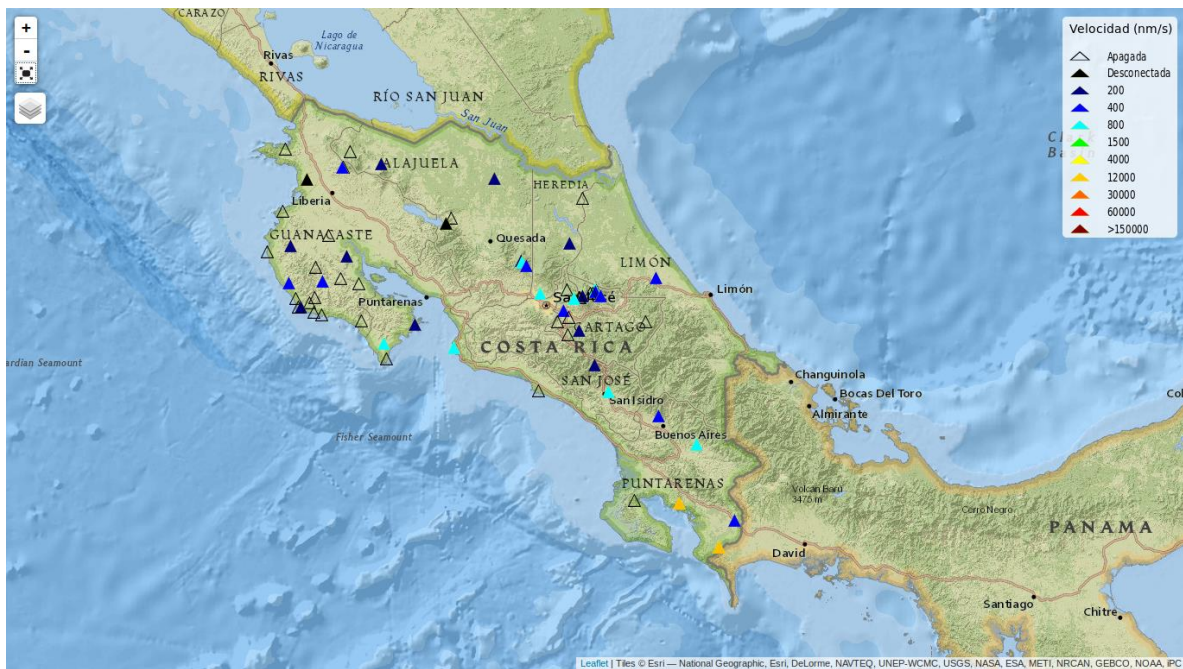 CARAZO
+
-
Lago de
Nicaragua
Rivas
RIVAS
RÍO SAN JUAN
San Juan
ALAJUELA
HEREDIA
Liberia
GUANACASTE
Quesada
LIMÓN
Puntarenas
Limón
CARTAGO
COSTA RICA
SAN JOSÉ
San Isidro
Changuinola
Bocas Del Toro
Almirante
Fisher Seamount
Buenos Aires
PUNTARENAS
Volcán Barú
3475 m
Cerro Negro
PANAMA
David
Santiago
Chitre
Velocidad (nm/s)
Apagada
Desconectada
200
400
800
1500
4000
12000
30000
60000
>150000
Leaflet | Tiles © Esri — National Geographic, Esri, DeLorme, NAVTEQ, UNEP-WCMC, USGS, NASA, ESA, METI, NRCAN, GEBCO, NOAA, iPC